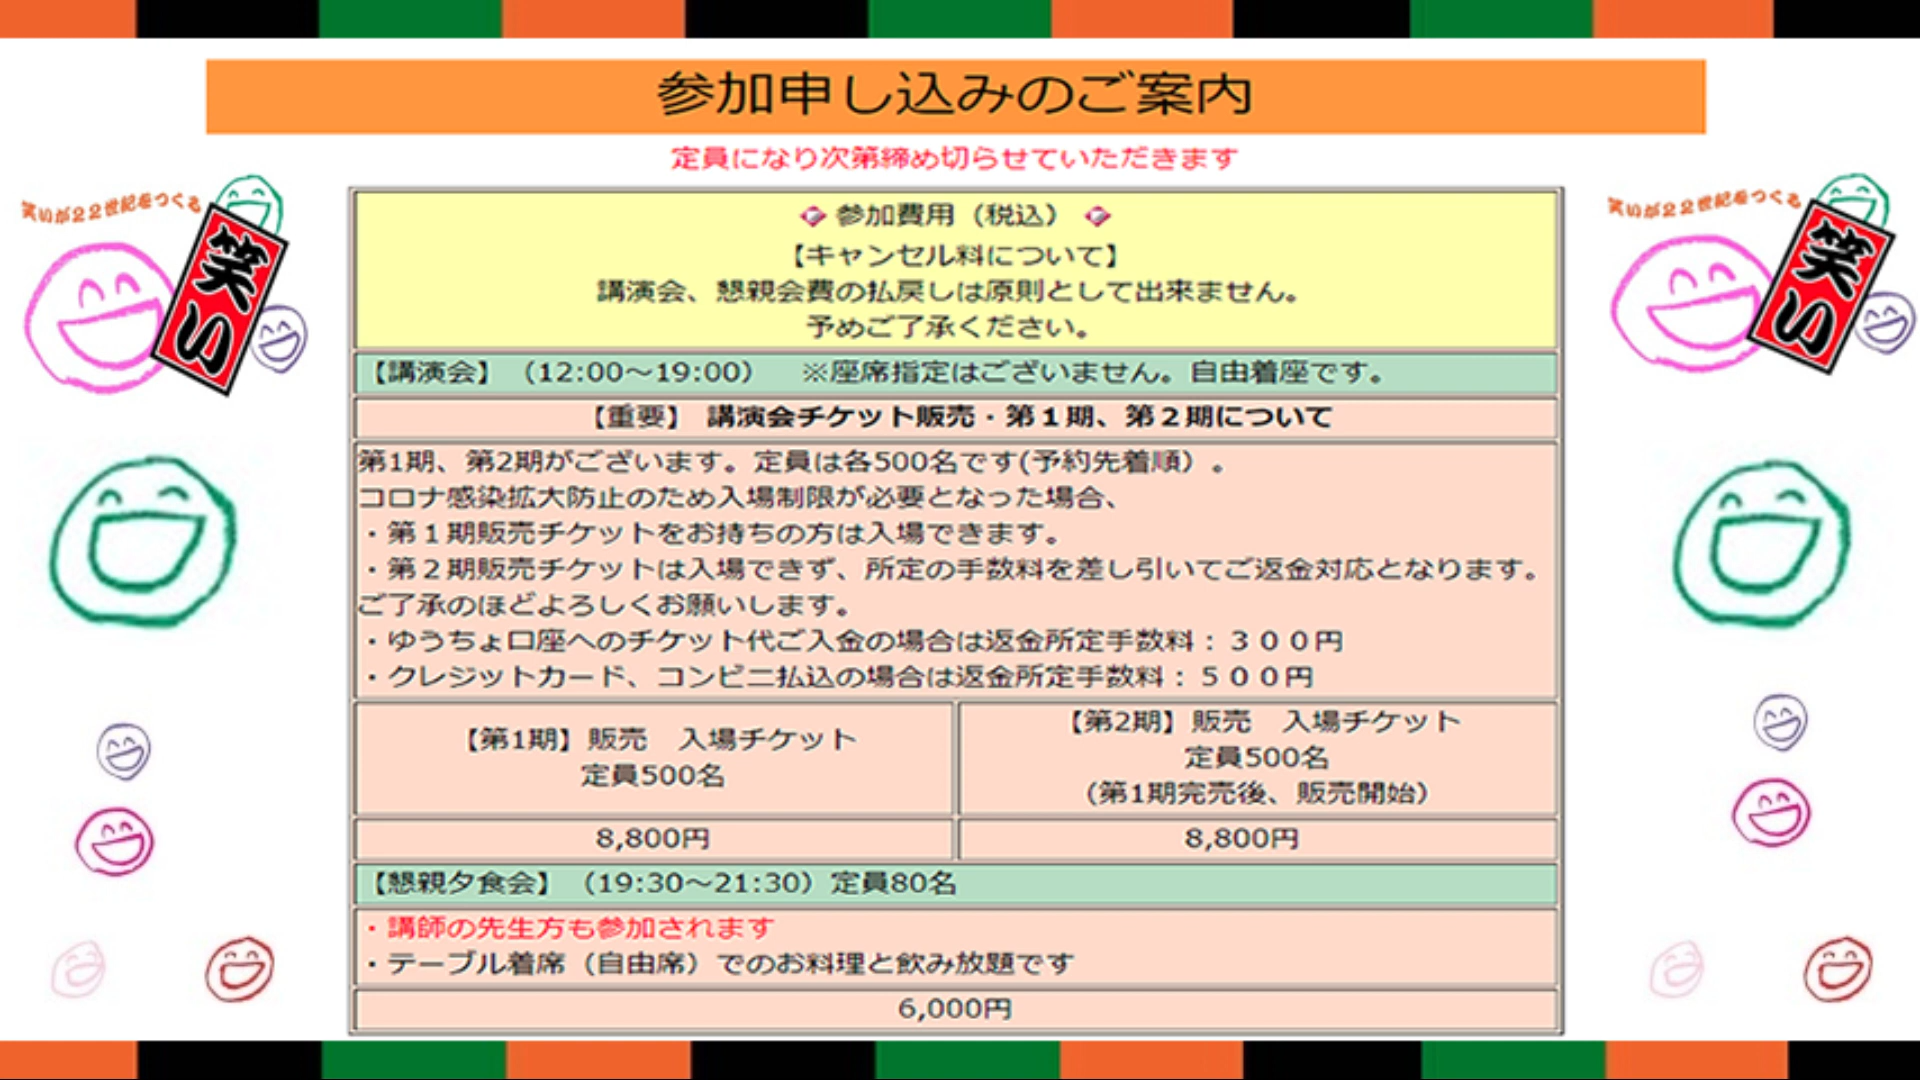 参加申し込みのご案内
定員になり次第締め切らせていただきます
笑いが22世紀をつくる
笑い
笑いが22世紀をつくる
笑い
参加費用（税込）
【キャンセル料について】
講演会、懇親会費の払戻しは原則として出来ません。
予めご了承ください。
【講演会】（12:00～19:00）　※座席指定はございません。自由着座です。
【重要】 講演会チケット販売・第１期、第２期について
第1期、第2期がございます。定員は各500名です(予約先着順）。
コロナ感染拡大防止のため入場制限が必要となった場合、
・第１期販売チケットをお持ちの方は入場できます。
・第２期販売チケットは入場できず、所定の手数料を差し引いてご返金対応となります。
ご了承のほどよろしくお願いします。
・ゆうちょ口座へのチケット代ご入金の場合は返金所定手数料：３００円
・クレジットカード、コンビニ払込の場合は返金所定手数料：５００円
【第1期】販売　入場チケット
定員500名
【第2期】販売　入場チケット
定員500名
（第1期完売後、販売開始）
8,800円
8,800円
【懇親夕食会】（19:30～21:30）定員80名
・講師の先生方も参加されます
・テーブル着席（自由席）でのお料理と飲み放題です
6,000円